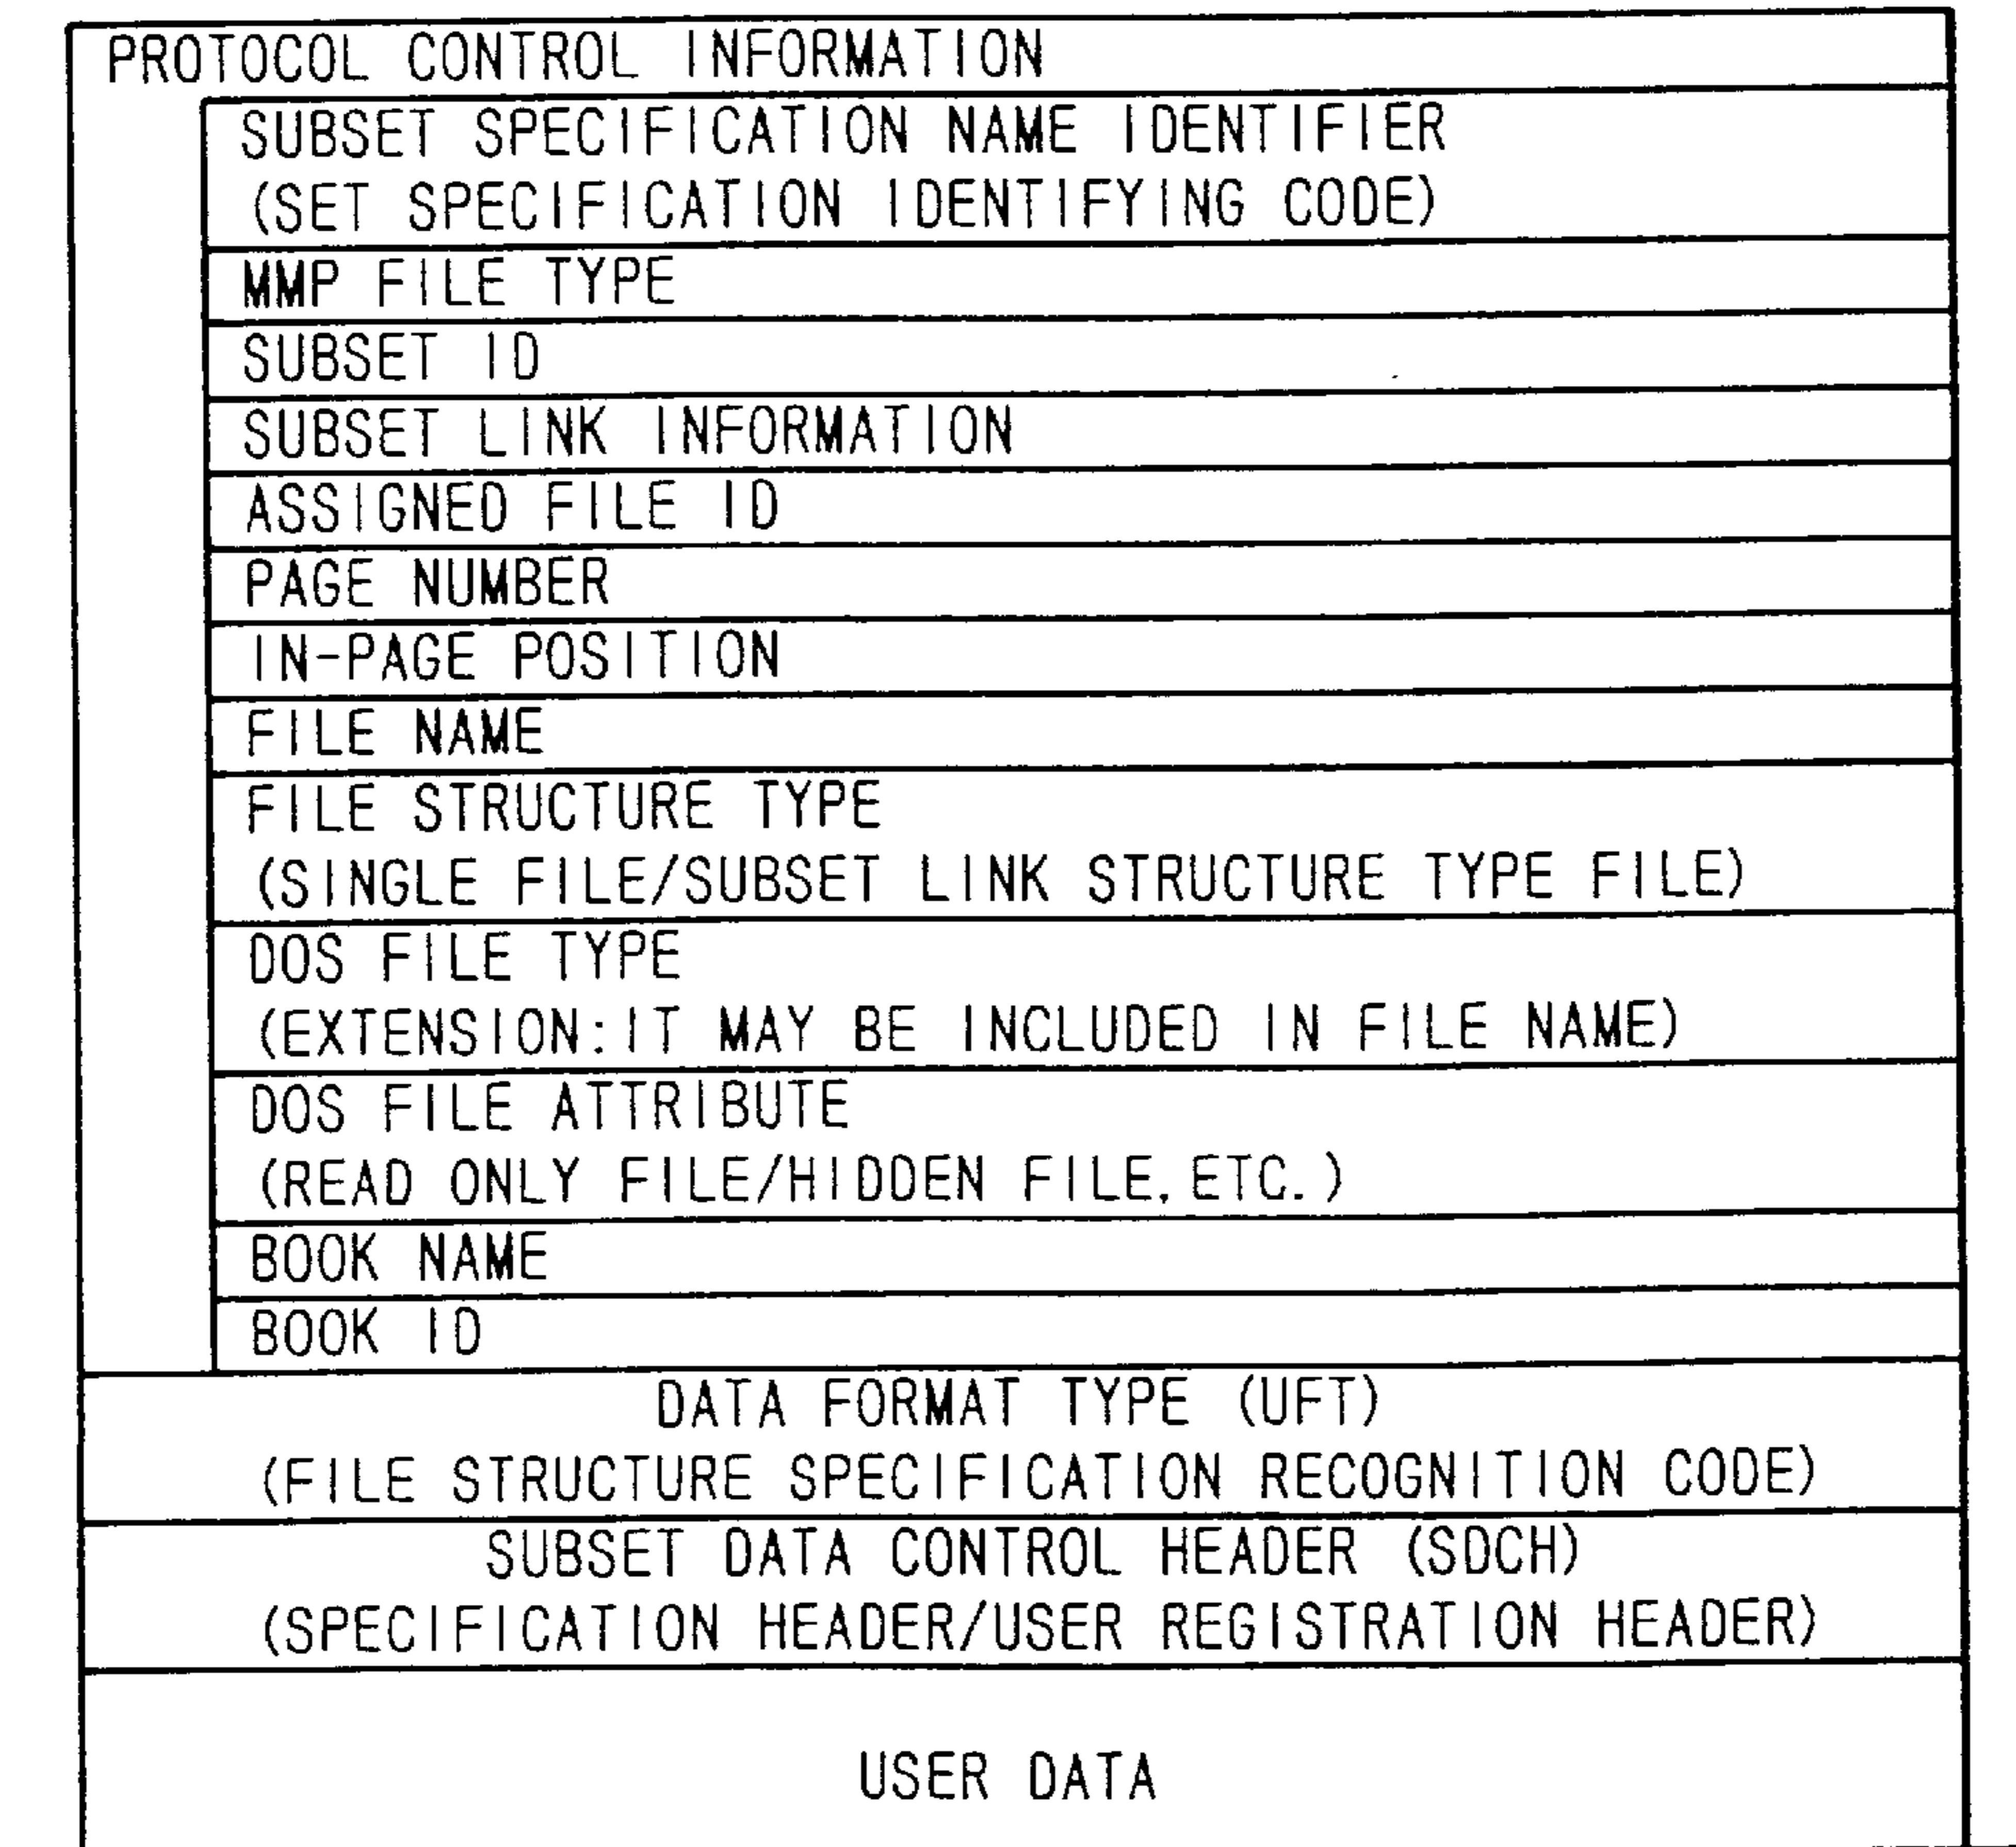 PROTOCOL CONTROL INFORMATION
SUBSET SPECIFICATION NAME IDENTIFIER
(SET SPECIFICATION IDENTIFYING CODE)
MMP FILE TYPE
SUBSET ID
SUBSET LINK INFORMATION
ASSIGNED FILE ID
PAGE NUMBER
IN-PAGE POSITION
FILE NAME
FILE STRUCTURE TYPE
(SINGLE FILE/SUBSET LINK STRUCTURE TYPE FILE)
DOS FILE TYPE
(EXTENSION:IT MAY BE INCLUDED IN FILE NAME)
DOS FILE ATTRIBUTE
(READ ONLY FILE/HIDDEN FILE,ETC.)
BOOK NAME
BOOK ID
DATA FORMAT TYPE (UFT)
(FILE STRUCTURE SPECIFICATION RECOGNITION CODE)
SUBSET DATA CONTROL HEADER (SDCH)
(SPECIFICATION HEADER/USER REGISTRATION HEADER)
USER DATA